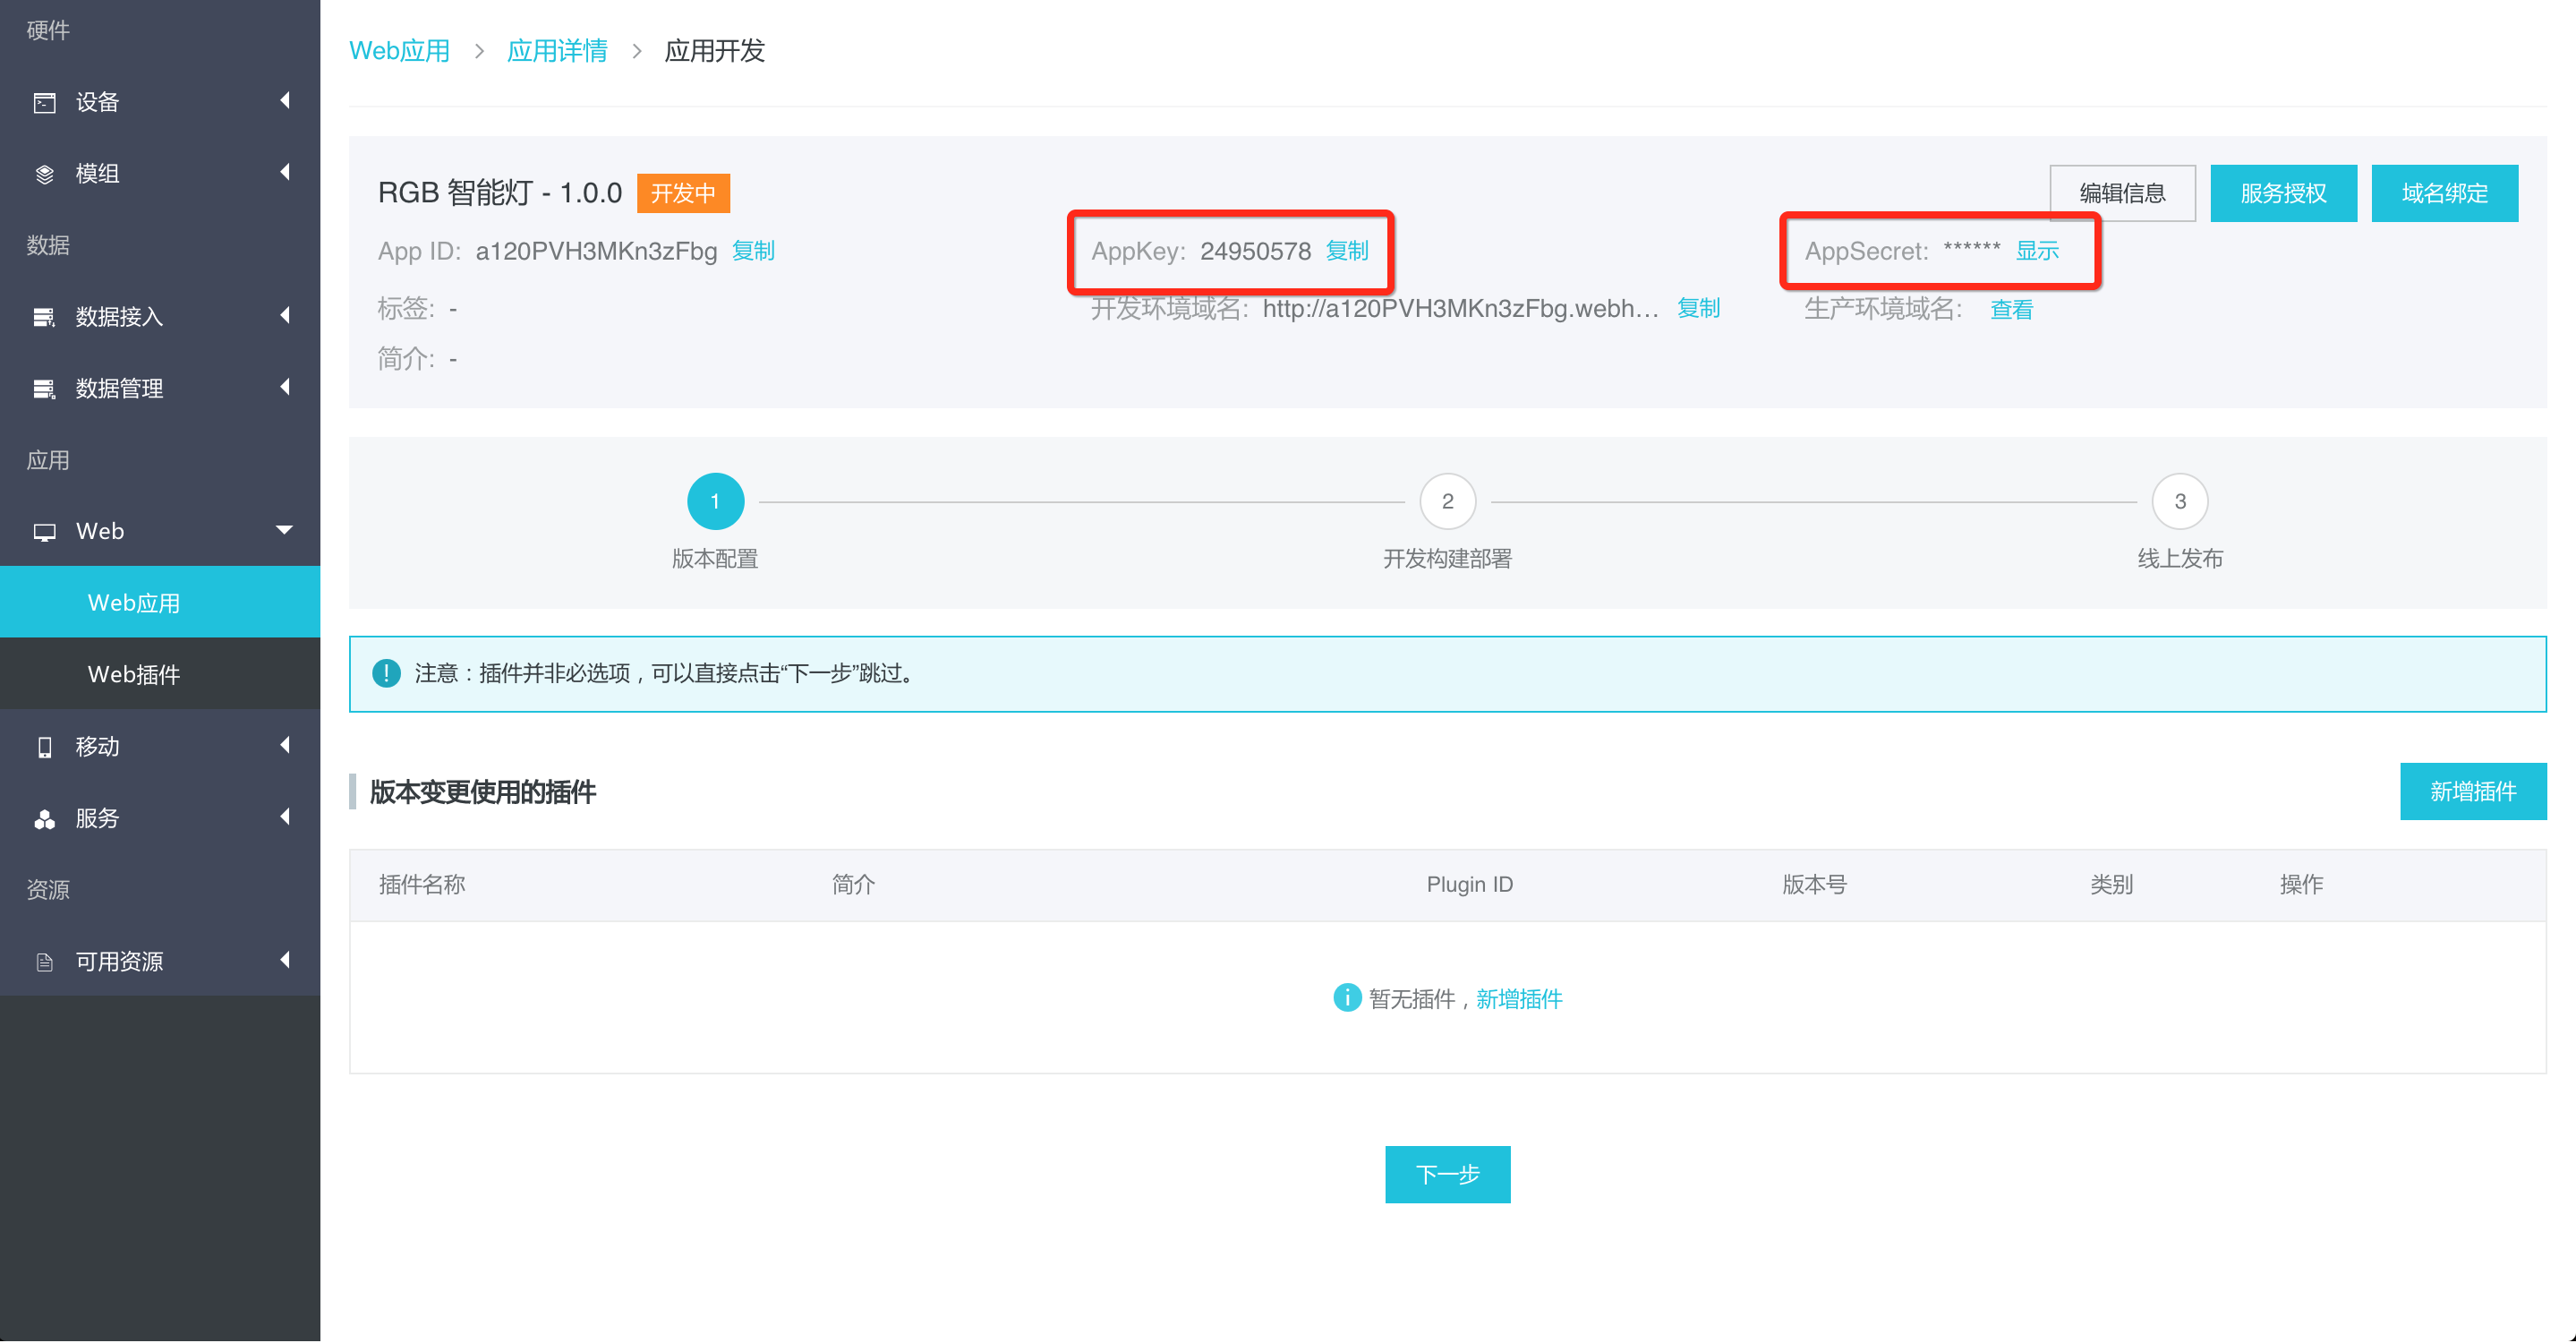 硬件
设备
模组
数据
数据接入
数据管理
应用
Web
Web应用
Web插件
移动
服务
资源
可用资源
Web应用 > 应用详情 > 应用开发
RGB 智能灯 - 1.0.0 开发中
编辑信息 服务授权 域名绑定
App ID: a120PVH3MKn3zFbg 复制 AppKey: 24950578 复制 AppSecret: ****** 显示
标签: - 开发环境域名: http://a120PVH3MKn3zFbg.webh... 复制 生产环境域名: 查看
简介: -
1 2 3
版本配置 开发构建部署 线上发布
注意：插件并非必选项，可以直接点击“下一步”跳过。
版本变更使用的插件 新增插件
插件名称 简介 Plugin ID 版本号 类别 操作
暂无插件，新增插件
下一步